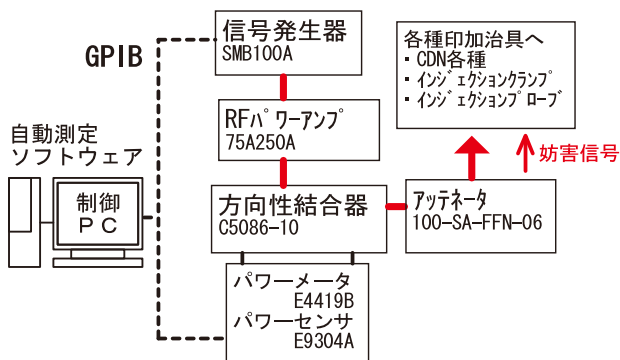 GPIB
信号発生器
SMB100A
各種印加治具へ
・CDN各種
・インジェクションクランプ
・インジェクションプローブ
RFパワーアンプ
75A250A
妨害信号
自動測定
ソフトウェア
制御
PC
方向性結合器
C5086-10
アッテネータ
100-SA-FFN-06
パワーメータ
E4419B
パワーセンサ
E9304A